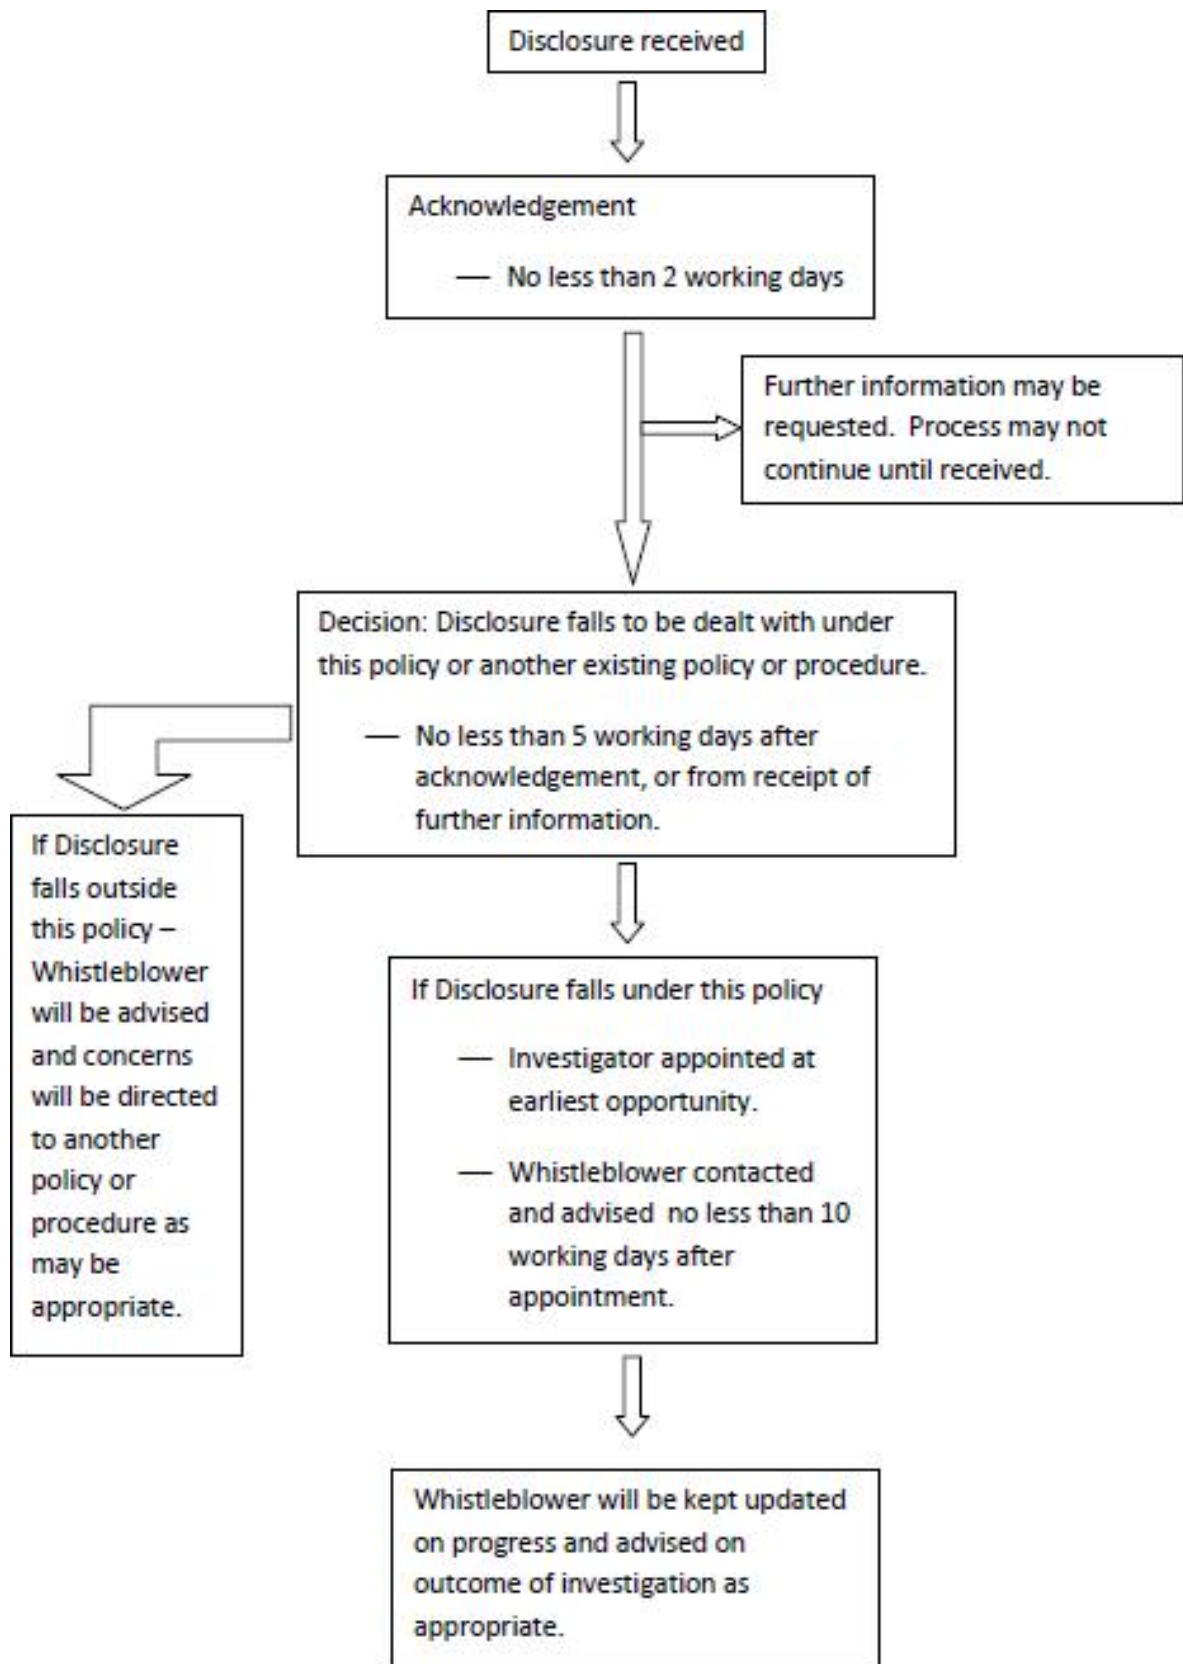 Disclosure received
Acknowledgement
— No less than 2 working days
Further information may be
requested.  Process may not
continue until received.
Decision: Disclosure falls to be dealt with under
this policy or another existing policy or procedure.
— No less than 5 working days after
acknowledgement, or from receipt of
further information.
If Disclosure
falls outside
this policy –
Whistleblower
will be advised
and concerns
will be directed
to another
policy or
procedure as
may be
appropriate.
If Disclosure falls under this policy
— Investigator appointed at
earliest opportunity.
— Whistleblower contacted
and advised  no less than 10
working days after
appointment.
Whistleblower will be kept updated
on progress and advised on
outcome of investigation as
appropriate.